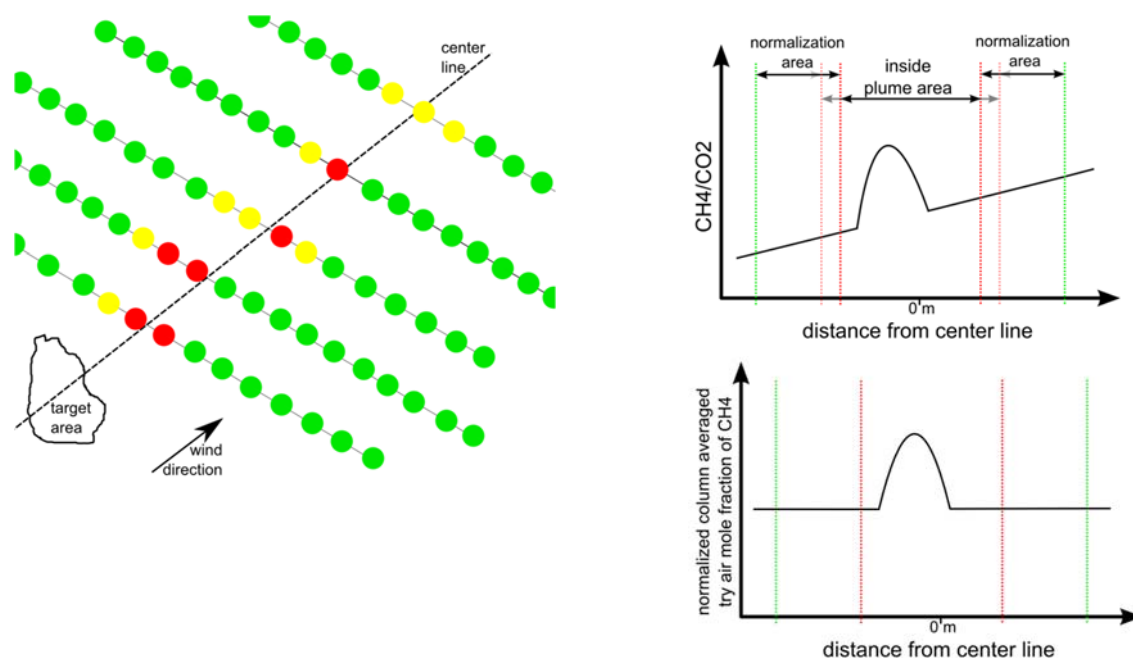 center
line
target
area
wind
direction
normalization
area
inside
plume area
normalization
area
CH4/CO2
0'm
distance from center line
normalized column averaged
try air mole fraction of CH4
0'm
distance from center line